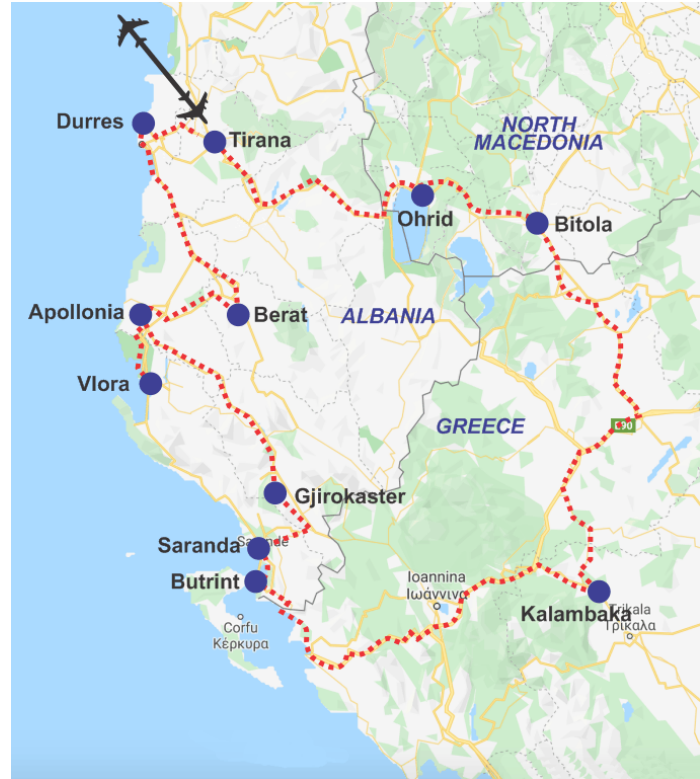 Durres
Tirana
NORTH
MACEDONIA
Ohrid
Bitola
Apollonia
Berat
ALBANIA
Vlora
GREECE
E90
Gjirokaster
Saranda
Butrint
Ioannina
Ιωάννινα
Kalambaka
Trikala
Τρίκαλα
Corfu
Κέρκυρα